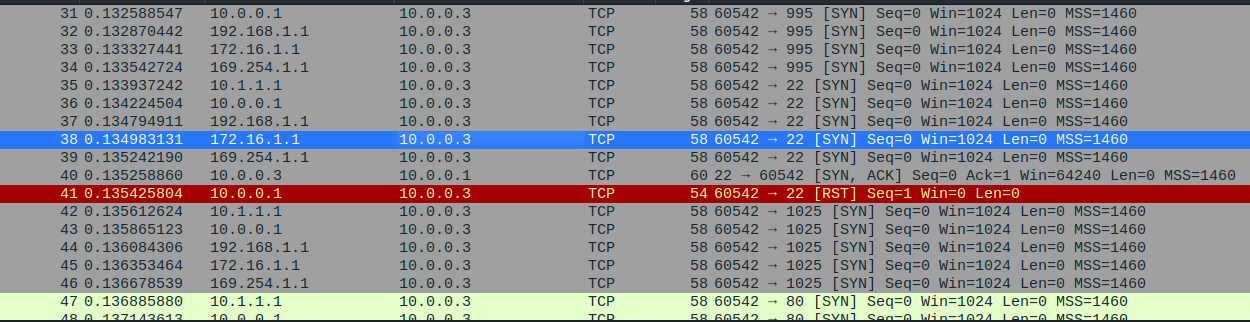 31 0.132588547 10.0.0.1 10.0.0.3 TCP 58 60542 → 995 [SYN] Seq=0 Win=1024 Len=0 MSS=1460
32 0.132870442 192.168.1.1 10.0.0.3 TCP 58 60542 → 995 [SYN] Seq=0 Win=1024 Len=0 MSS=1460
33 0.133327441 172.16.1.1 10.0.0.3 TCP 58 60542 → 995 [SYN] Seq=0 Win=1024 Len=0 MSS=1460
34 0.133542724 169.254.1.1 10.0.0.3 TCP 58 60542 → 995 [SYN] Seq=0 Win=1024 Len=0 MSS=1460
35 0.133937242 10.1.1.1 10.0.0.3 TCP 58 60542 → 22 [SYN] Seq=0 Win=1024 Len=0 MSS=1460
36 0.134224504 10.0.0.1 10.0.0.3 TCP 58 60542 → 22 [SYN] Seq=0 Win=1024 Len=0 MSS=1460
37 0.134794911 192.168.1.1 10.0.0.3 TCP 58 60542 → 22 [SYN] Seq=0 Win=1024 Len=0 MSS=1460
38 0.134983131 172.16.1.1 10.0.0.3 TCP 58 60542 → 22 [SYN] Seq=0 Win=1024 Len=0 MSS=1460
39 0.135242190 169.254.1.1 10.0.0.3 TCP 58 60542 → 22 [SYN] Seq=0 Win=1024 Len=0 MSS=1460
40 0.135258860 10.0.0.3 10.0.0.1 TCP 60 22 → 60542 [SYN, ACK] Seq=0 Ack=1 Win=64240 Len=0 MSS=1460
41 0.135425804 10.0.0.1 10.0.0.3 TCP 54 60542 → 22 [RST] Seq=1 Win=0 Len=0
42 0.135612624 10.1.1.1 10.0.0.3 TCP 58 60542 → 1025 [SYN] Seq=0 Win=1024 Len=0 MSS=1460
43 0.135865123 10.0.0.1 10.0.0.3 TCP 58 60542 → 1025 [SYN] Seq=0 Win=1024 Len=0 MSS=1460
44 0.136084306 192.168.1.1 10.0.0.3 TCP 58 60542 → 1025 [SYN] Seq=0 Win=1024 Len=0 MSS=1460
45 0.136353464 172.16.1.1 10.0.0.3 TCP 58 60542 → 1025 [SYN] Seq=0 Win=1024 Len=0 MSS=1460
46 0.136678539 169.254.1.1 10.0.0.3 TCP 58 60542 → 1025 [SYN] Seq=0 Win=1024 Len=0 MSS=1460
47 0.136885880 10.1.1.1 10.0.0.3 TCP 58 60542 → 80 [SYN] Seq=0 Win=1024 Len=0 MSS=1460
48 0.137143613 10.0.0.1 10.0.0.3 TCP 58 60542 → 80 [SYN] Seq=0 Win=1024 Len=0 MSS=1460